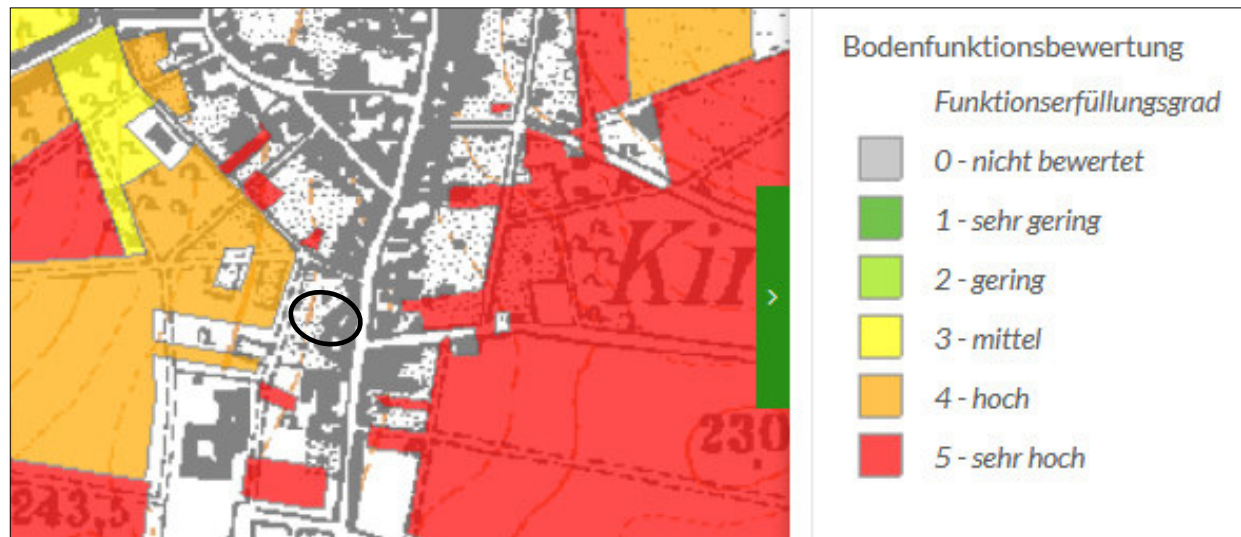 Bodenfunktionsbewertung
Funktionserfüllungsgrad
0 - nicht bewertet
1 - sehr gering
2 - gering
3 - mittel
4 - hoch
5 - sehr hoch
Kir
230
243,5